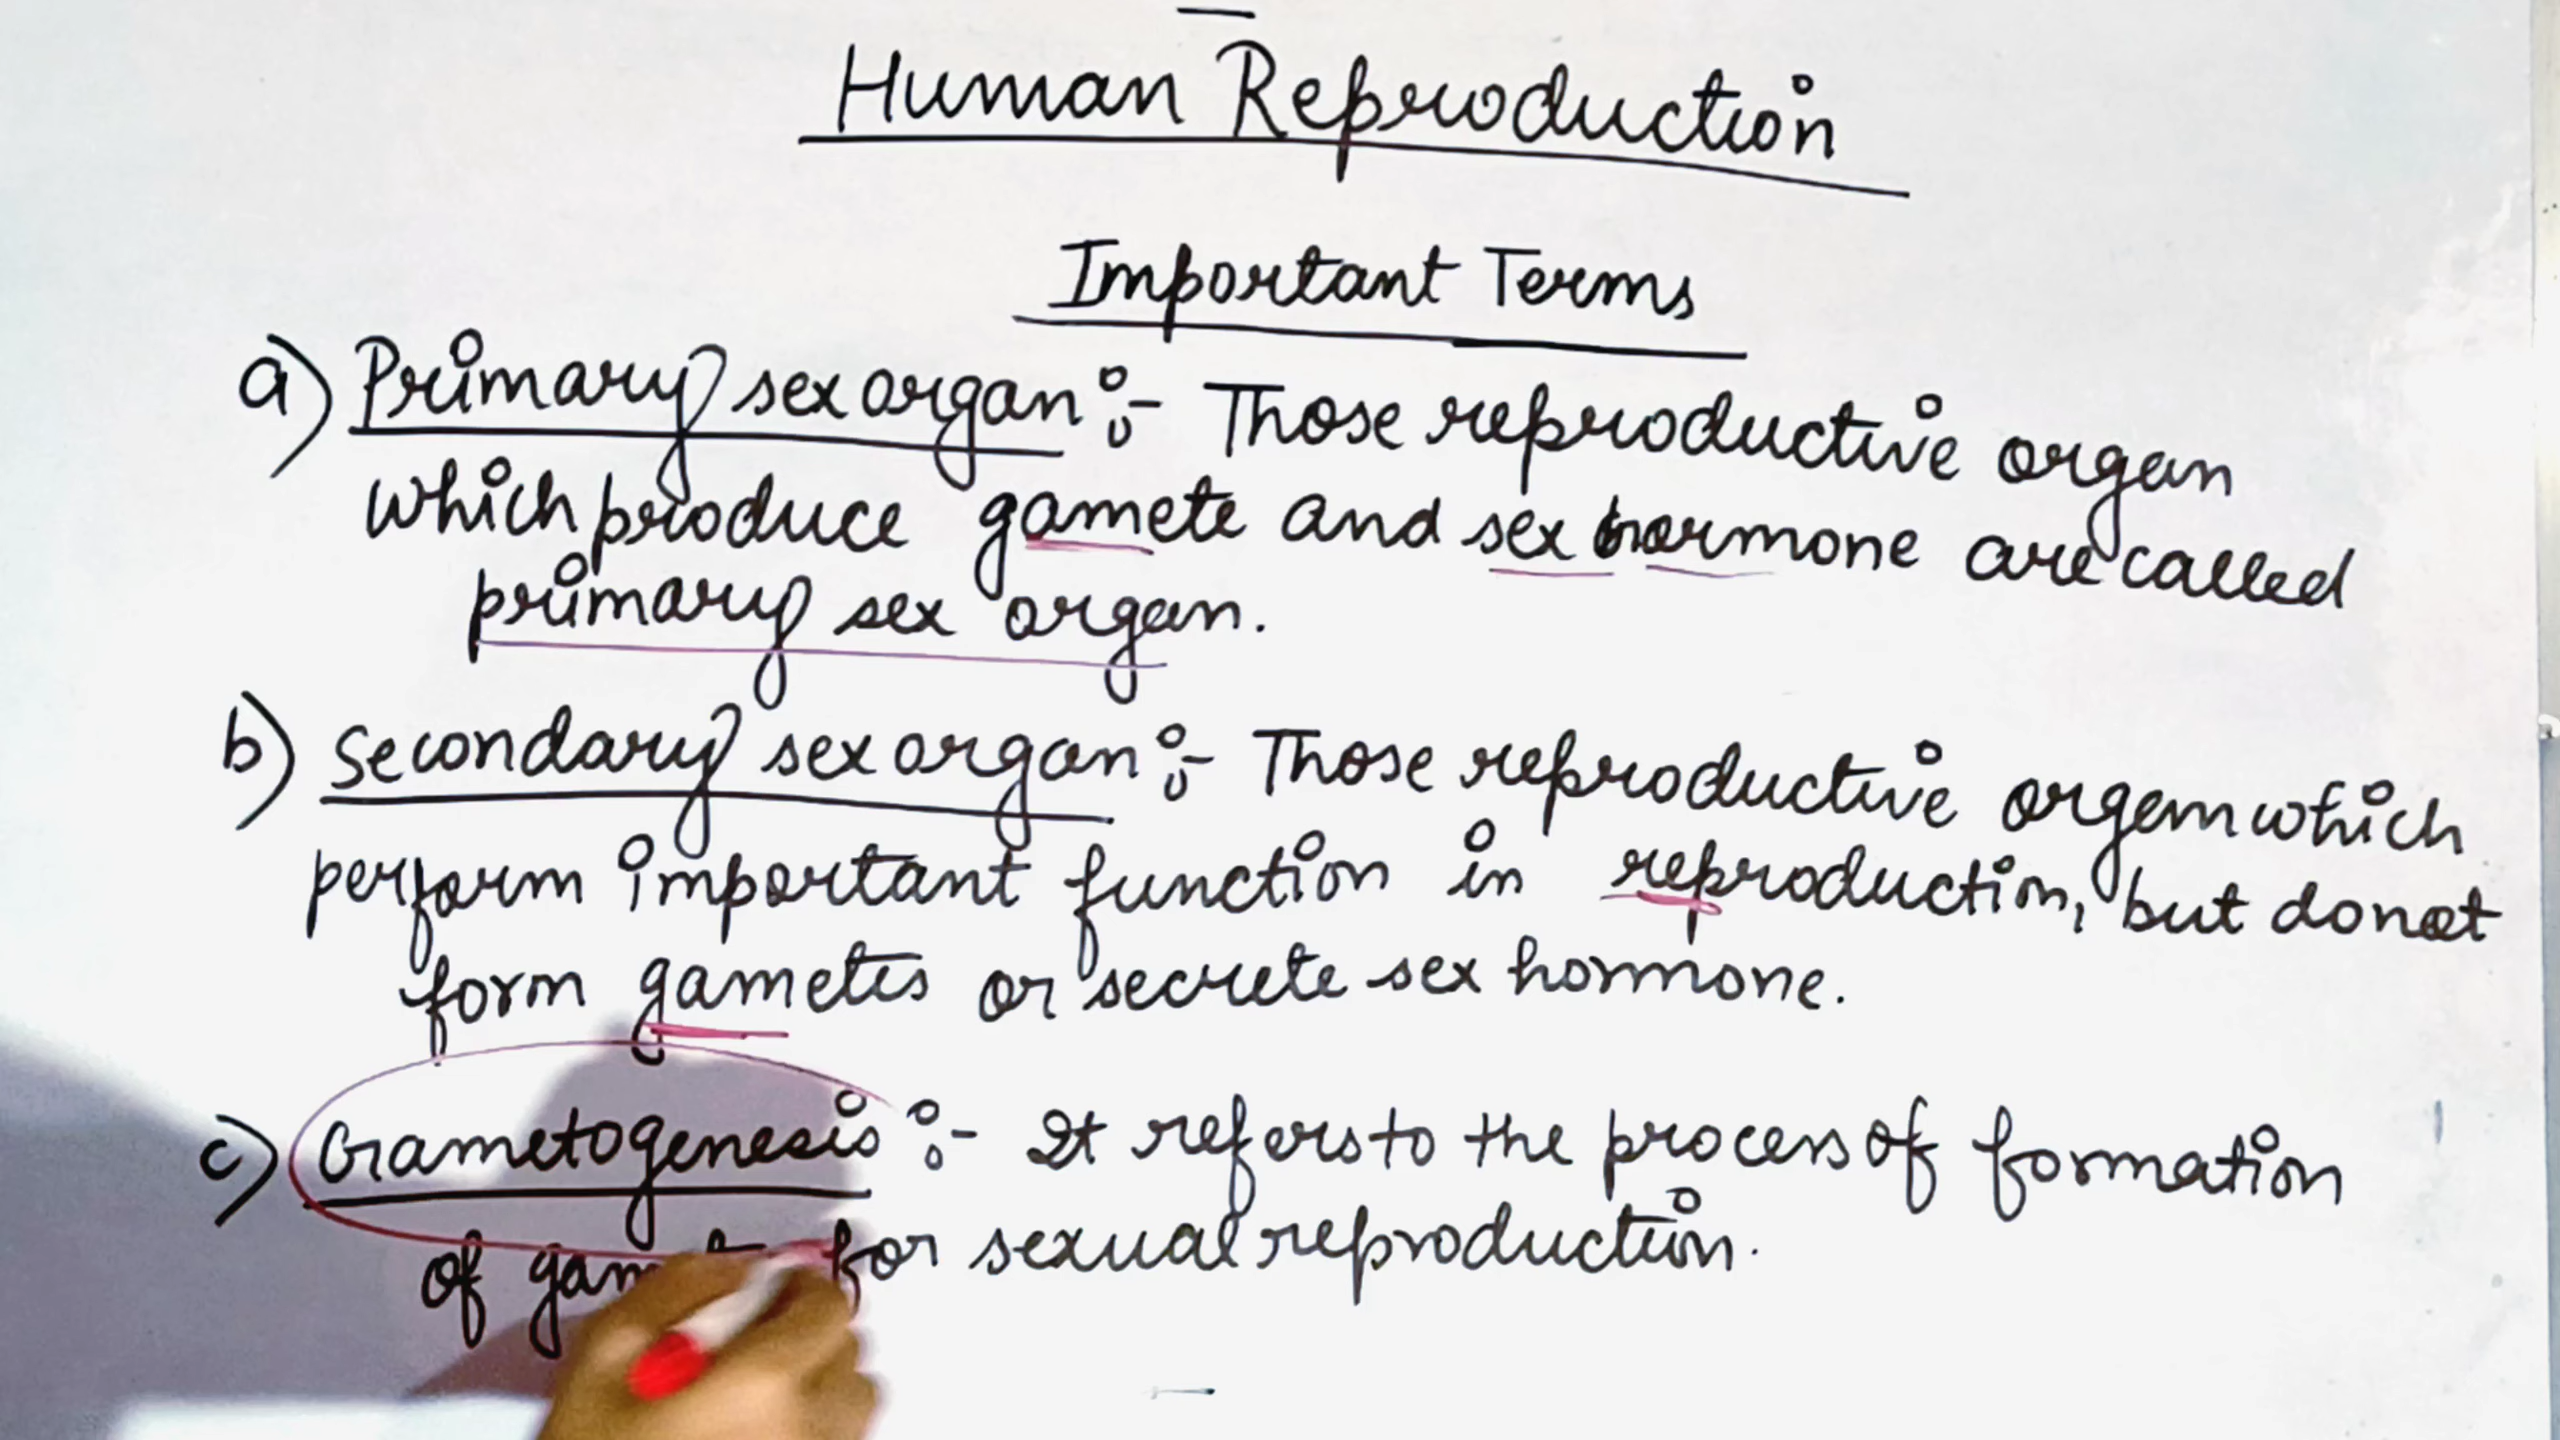 Human Reproduction
Important Terms
a) Primary sex organ :- Those reproductive organ
which produce gamete and sex hormone are called
primary sex organ.
b) Secondary sex organ :- Those reproductive organ which
perform important function in reproduction, but donot
form gametes or secrete sex hormone.
c) Gametogenesis :- It refers to the process of formation
of for sexual reproduction.